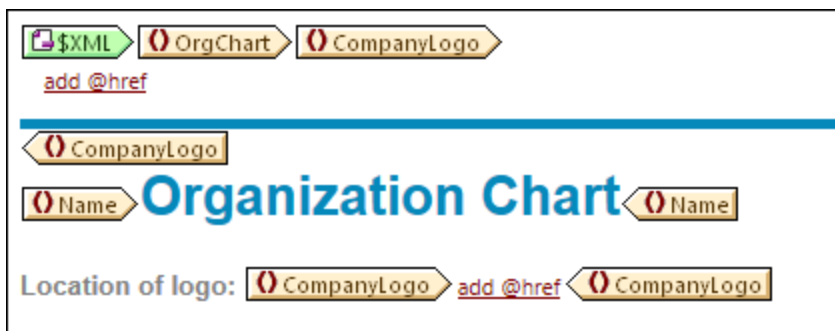 $XML OrgChart CompanyLogo
add @href
CompanyLogo
Name Organization Chart Name
Location of logo: CompanyLogo add @href CompanyLogo